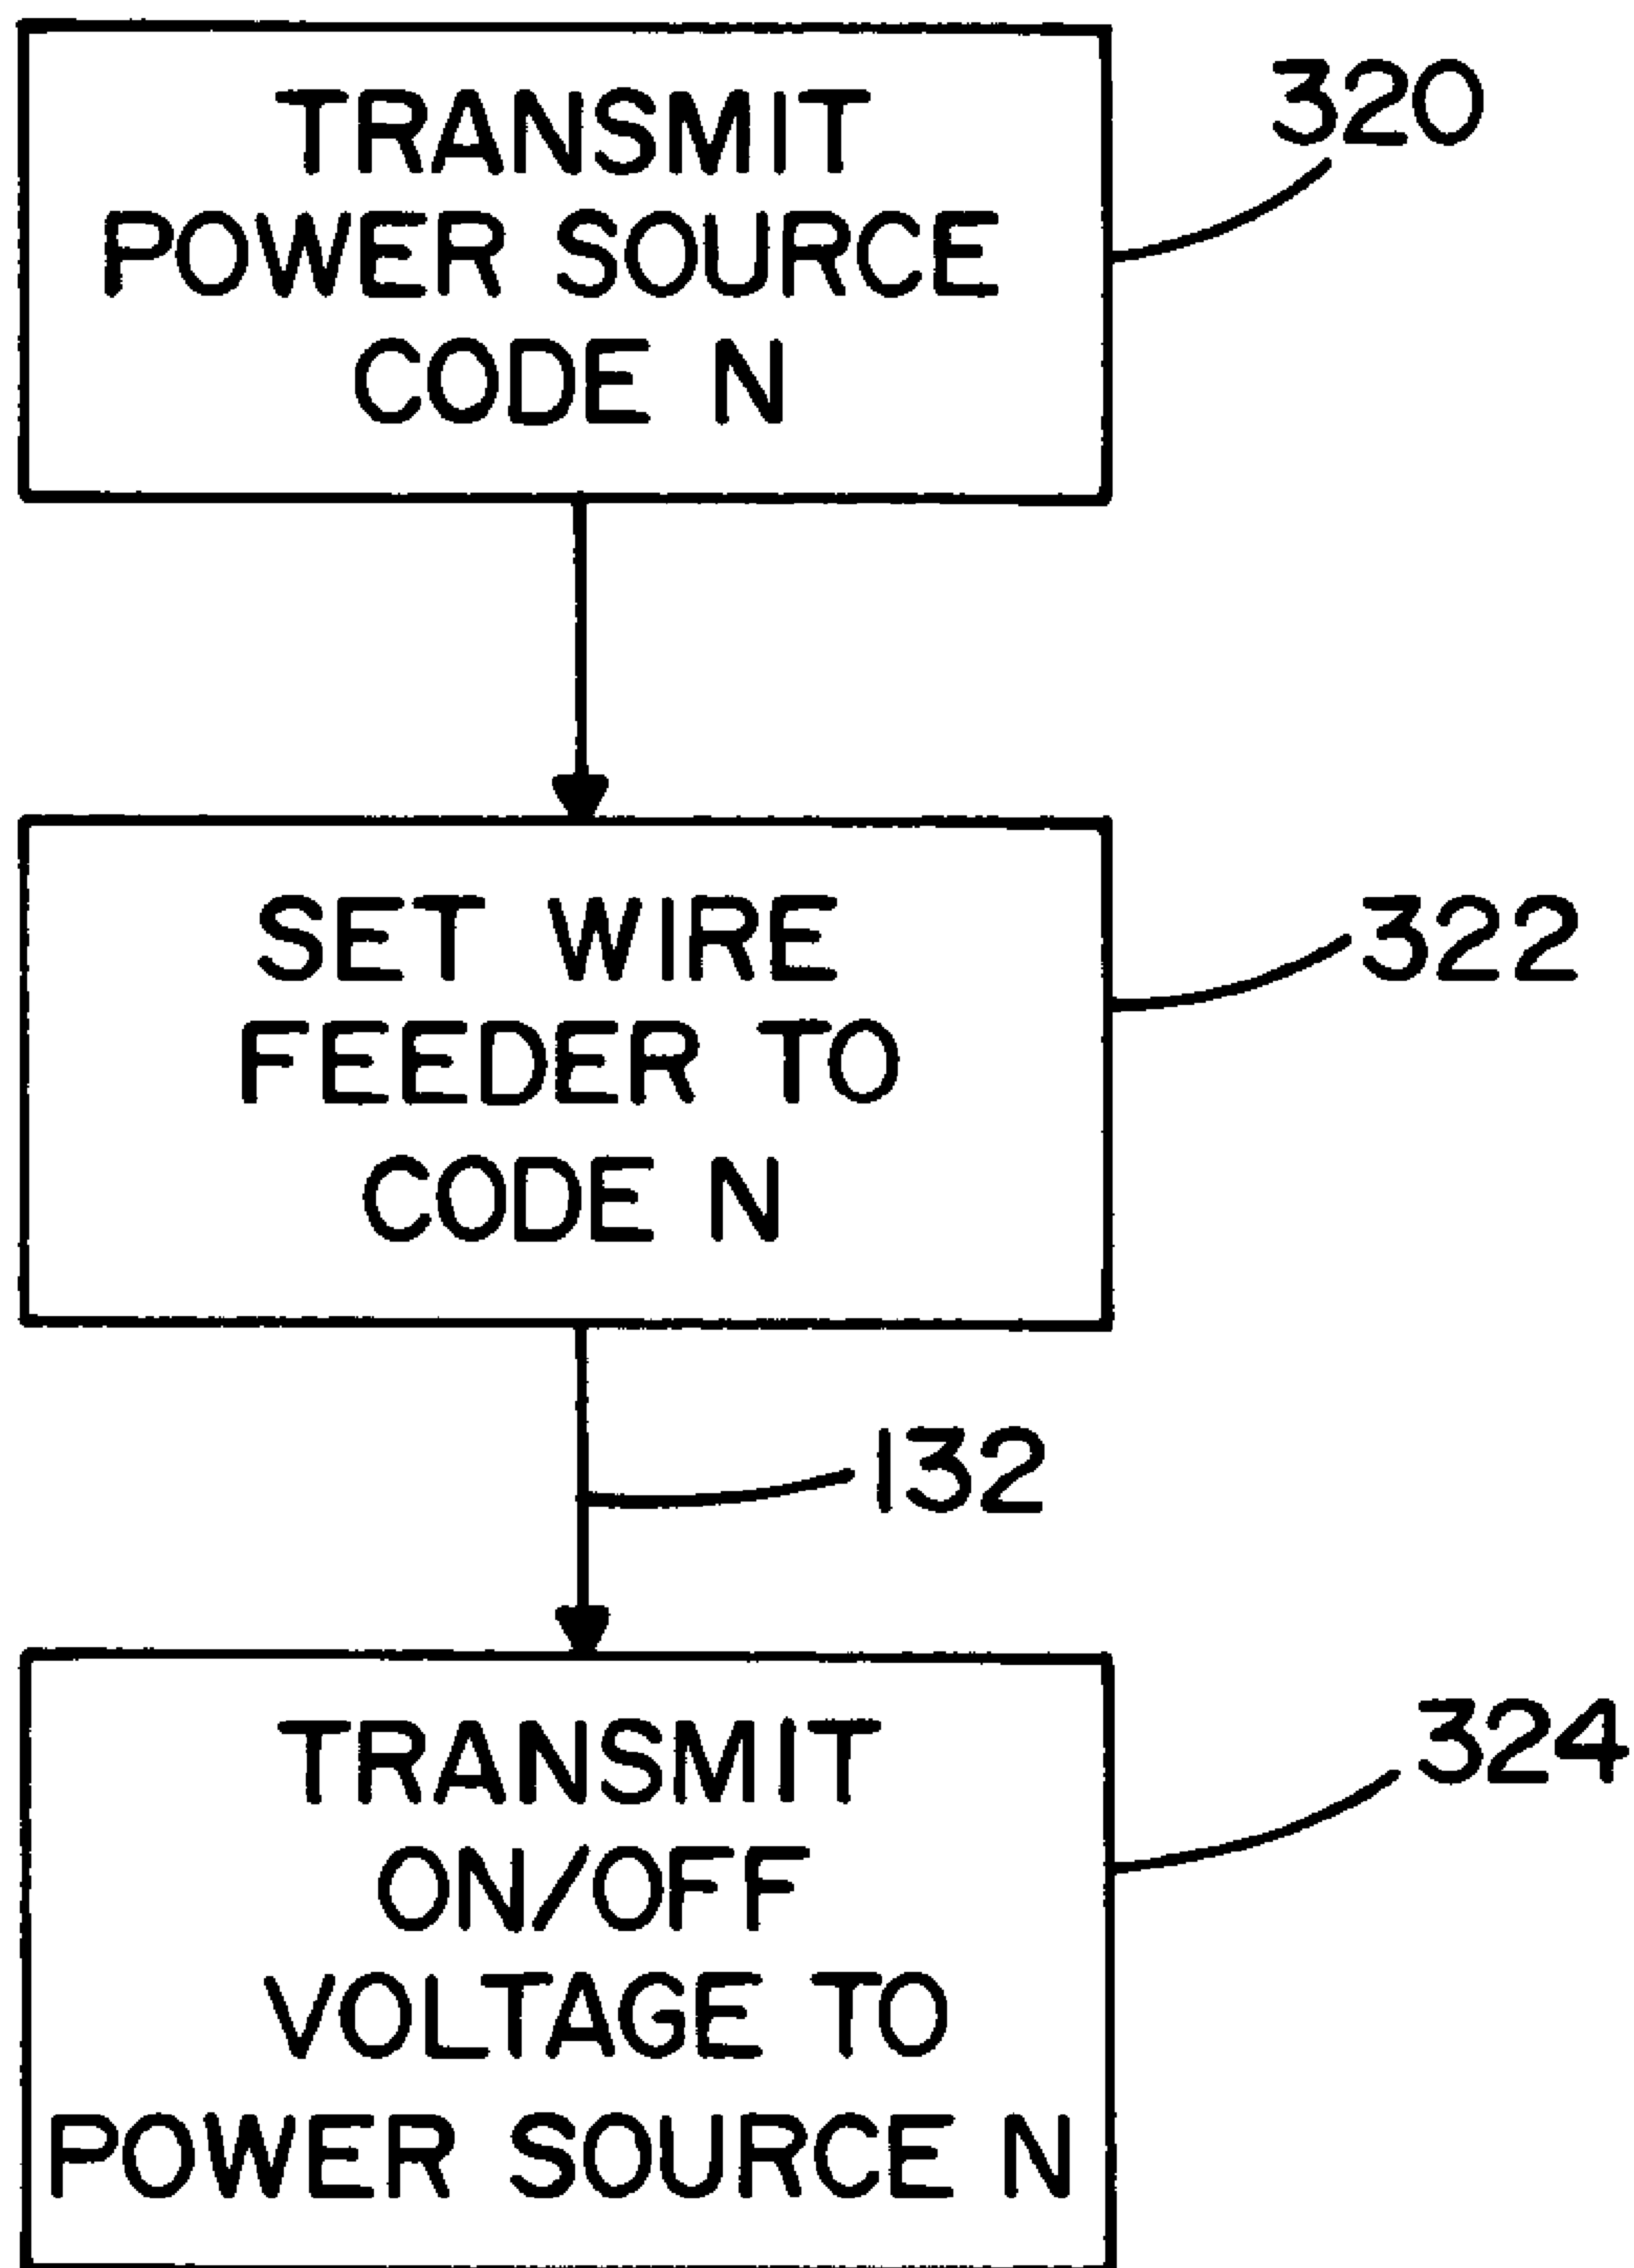 TRANSMIT
POWER SOURCE
CODE N
320
SET WIRE
FEEDER TO
CODE N
322
132
TRANSMIT
ON/OFF
VOLTAGE TO
POWER SOURCE N
324